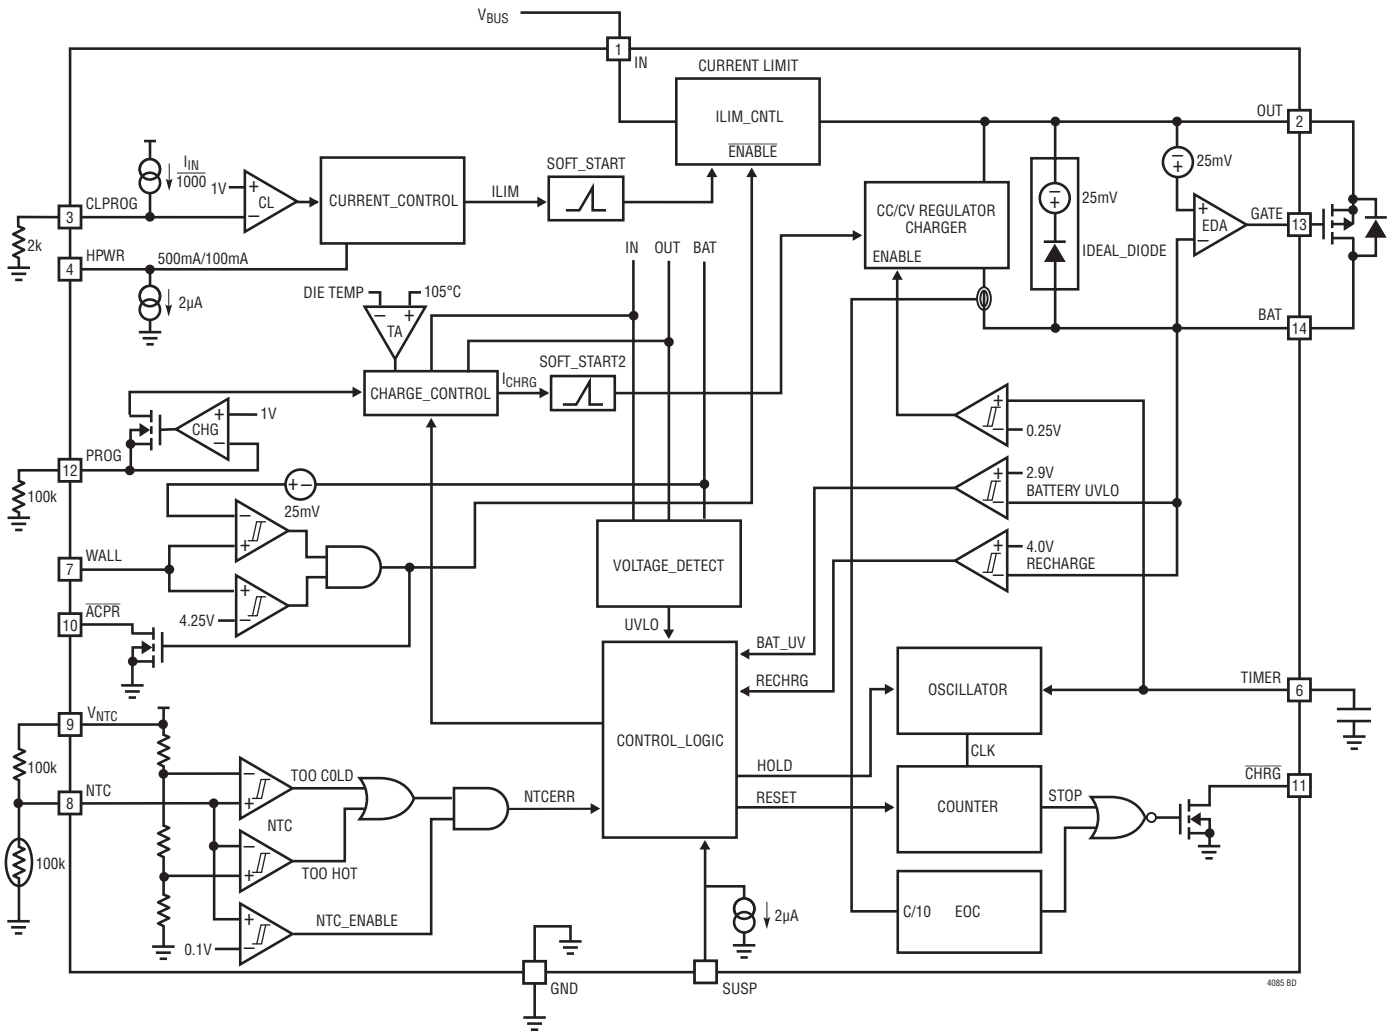 VBUS
1
IN
CURRENT LIMIT
ILIM_CNTL
ENABLE
OUT
2
IIN
1000
1V
+
–
CL
CURRENT_CONTROL
ILIM
SOFT_START
CLPROG
3
2k
HPWR
4
500mA/100mA
2µA
CC/CV REGULATOR
CHARGER
ENABLE
–
+
25mV
IDEAL_DIODE
–
+
25mV
+
–
EDA
GATE
13
BAT
14
IN OUT BAT
DIE TEMP
105°C
– +
TA
CHARGE_CONTROL
ICHRG
SOFT_START2
+
–
CHG
1V
PROG
12
100k
+ –
25mV
–
+
WALL
7
+
–
4.25V
ACPR
10
+
–
0.25V
+
–
2.9V
BATTERY UVLO
+
–
4.0V
RECHARGE
VOLTAGE_DETECT
UVLO
BAT_UV
RECHRG
CONTROL_LOGIC
HOLD
RESET
OSCILLATOR
CLK
COUNTER
STOP
C/10 EOC
TIMER
6
CHRG
11
VNTC
9
100k
NTC
8
100k
–
+
TOO COLD
NTC
–
+
TOO HOT
+
–
0.1V
NTC_ENABLE
NTCERR
2µA
GND
SUSP
4085 BD